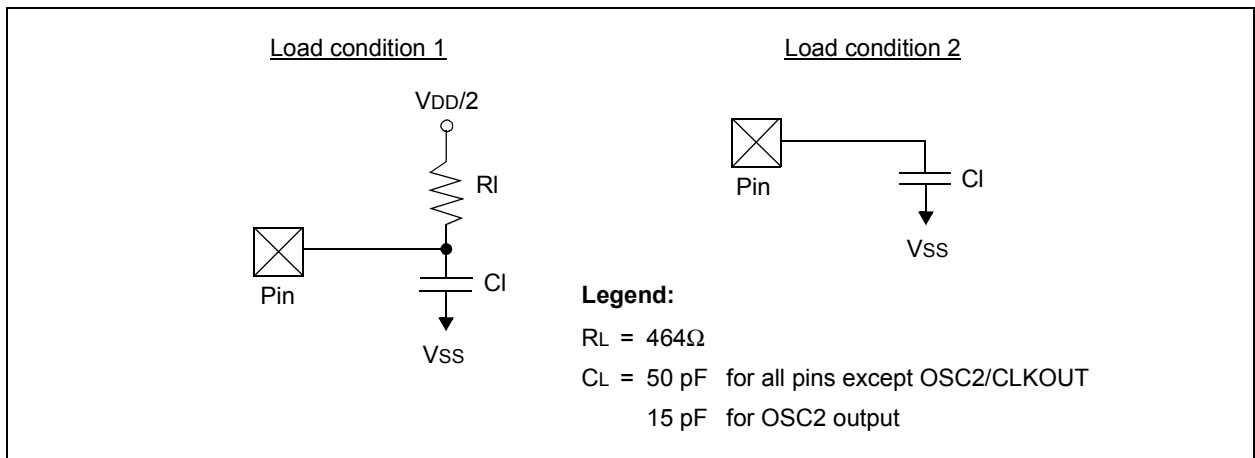 Load condition 1
VDD/2
Rl
Pin
Cl
VSS
Load condition 2
Pin
Cl
VSS
Legend:
RL = 464Ω
CL = 50 pF for all pins except OSC2/CLKOUT
15 pF for OSC2 output